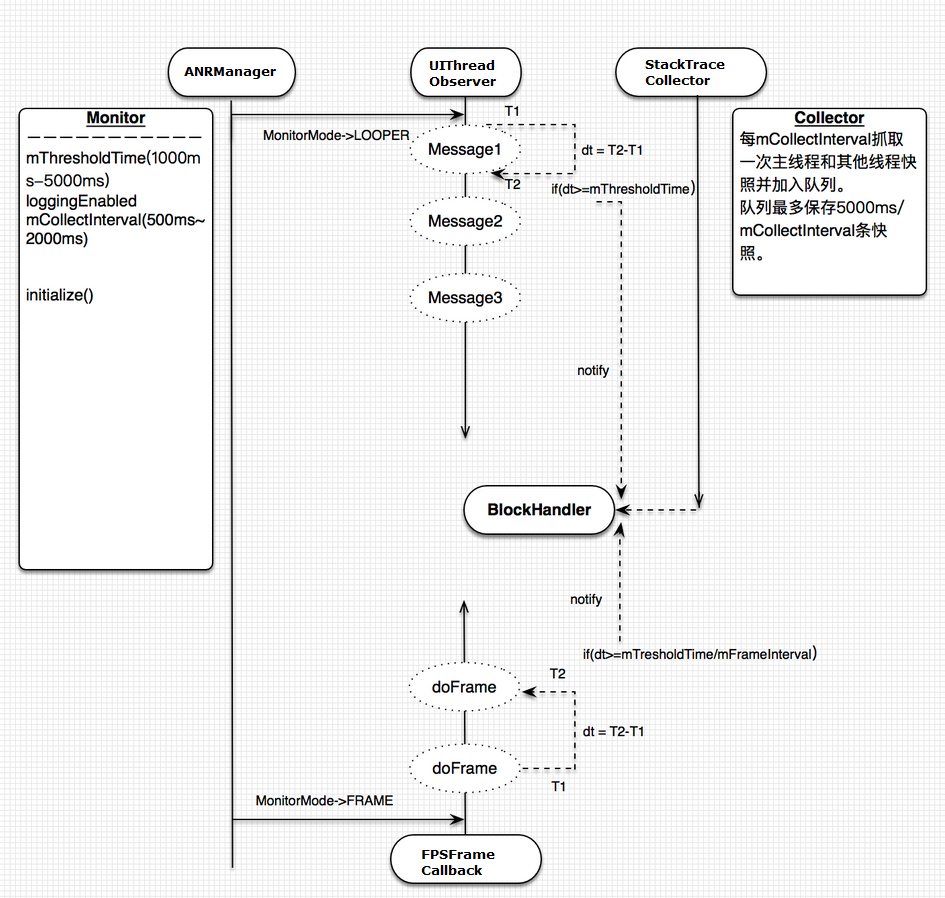 ANRManager
UIThread
Observer
StackTrace
Collector
Monitor
mThresholdTime(1000m
s–5000ms)
loggingEnabled
mCollectInterval(500ms~
2000ms)
initialize()
Collector
每mCollectInterval抓取
一次主线程和其他线程快
照并加入队列。
队列最多保存5000ms/
mCollectInterval条快
照。
MonitorMode->LOOPER
T1
Message1
dt = T2-T1
T2
if(dt>=mThresholdTime)
Message2
Message3
notify
BlockHandler
notify
if(dt>=mTresholdTime/mFrameInterval)
T2
doFrame
dt = T2-T1
doFrame
T1
MonitorMode->FRAME
FPSFrame
Callback